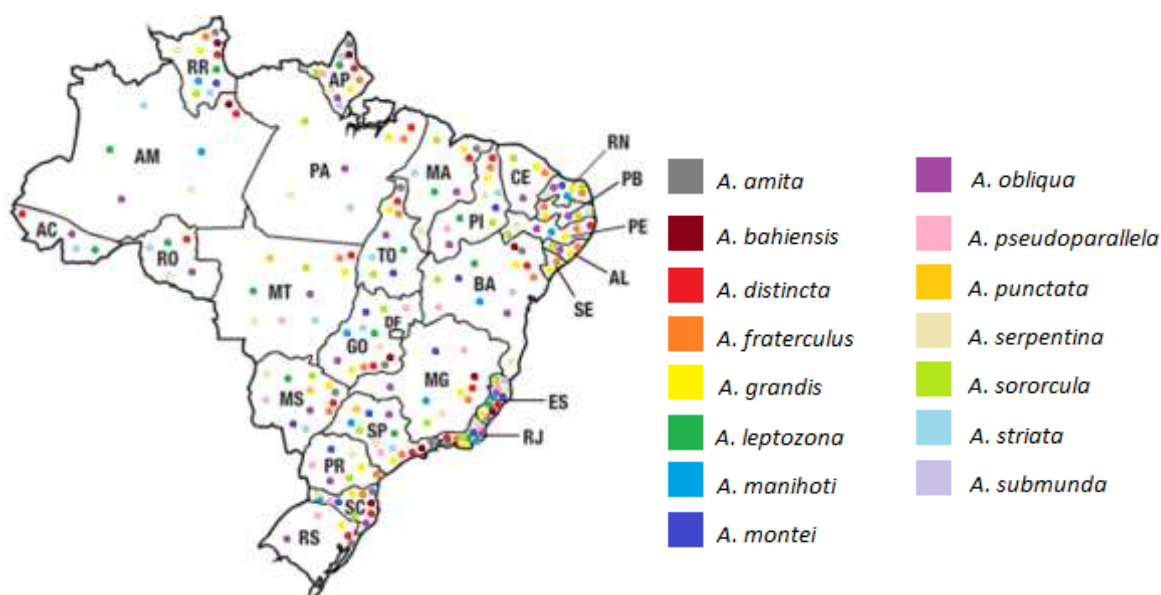 RR
AP
AM
PA
MA
CE
RN
PB
PI
PE
AC
TO
AL
RO
BA
SE
MT
DF
GO
MG
ES
MS
SP
RJ
PR
SC
RS
A. amita
A. bahiensis
A. distincta
A. fraterculus
A. grandis
A. leptozona
A. manihoti
A. montei
A. obliqua
A. pseudoparallela
A. punctata
A. serpentina
A. sororcula
A. striata
A. submunda